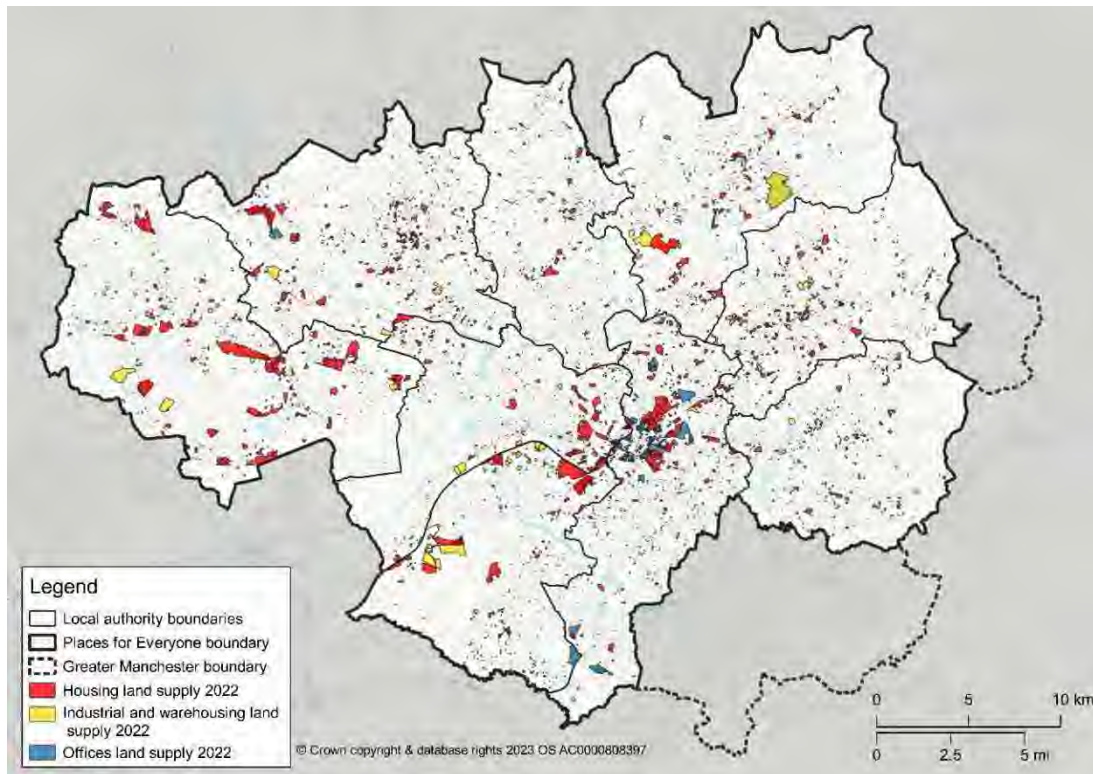 Legend
Local authority boundaries
Places for Everyone boundary
Greater Manchester boundary
Housing land supply 2022
Industrial and warehousing land
supply 2022
Offices land supply 2022
© Crown copyright & database rights 2023 OS AC0000808397
0 5 10 km
0 2.5 5 mi